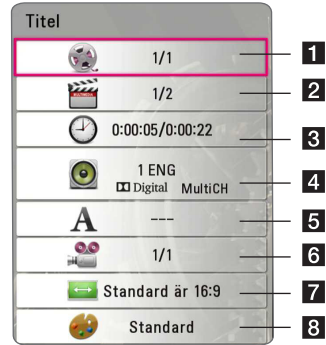 Titel
1/1 1
1/2 2
0:00:05/0:00:22 3
1 ENG
Digital MultiCH 4
A --- 5
1/1 6
Standard är 16:9 7
Standard 8